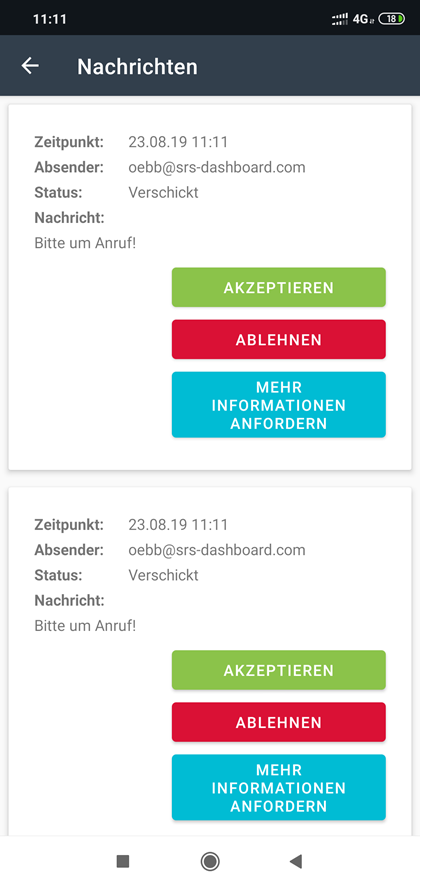 11:11 4G 18
Nachrichten
Zeitpunkt: 23.08.19 11:11
Absender: oebb@srs-dashboard.com
Status: Verschickt
Nachricht:
Bitte um Anruf!
AKZEPTIEREN
ABLEHNEN
MEHR
INFORMATIONEN
ANFORDERN
Zeitpunkt: 23.08.19 11:11
Absender: oebb@srs-dashboard.com
Status: Verschickt
Nachricht:
Bitte um Anruf!
AKZEPTIEREN
ABLEHNEN
MEHR
INFORMATIONEN
ANFORDERN